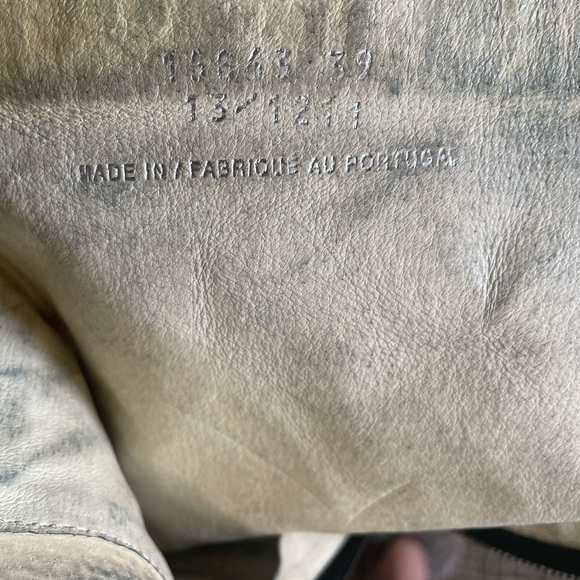 15643 39
13/1211
MADE IN / FABRIQUE AU PORTUGAL